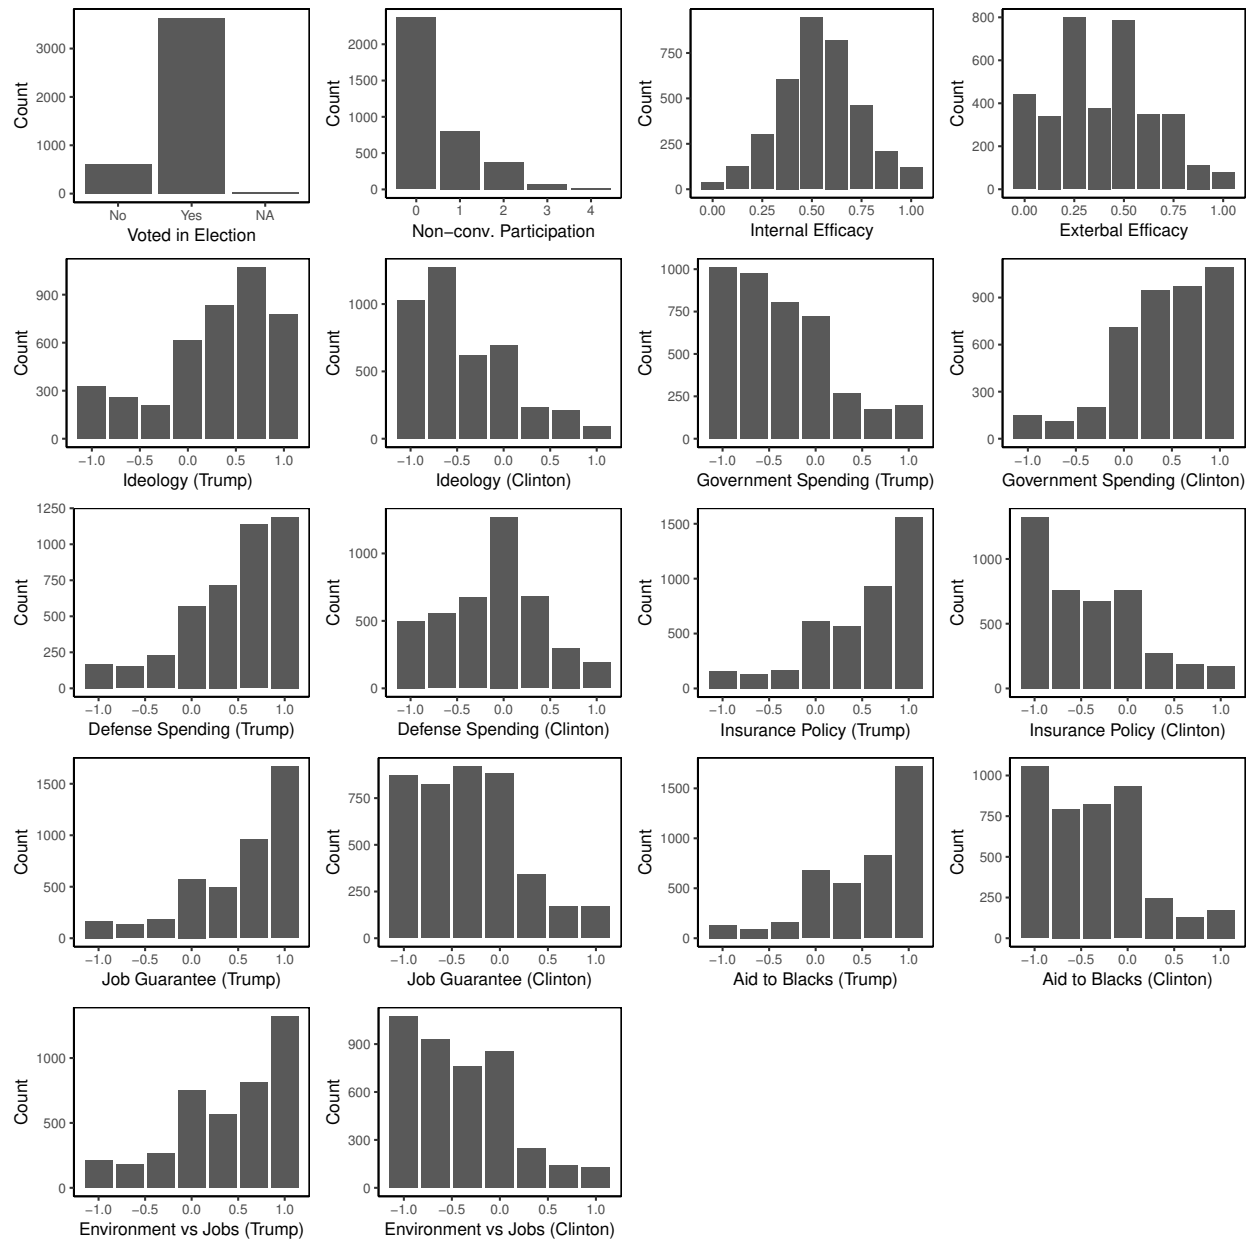 Count
3000
2000
1000
0
No Yes NA
Voted in Election
Count
2000
1500
1000
500
0
0 1 2 3 4
Non−conv. Participation
Count
750
500
250
0
0.00 0.25 0.50 0.75 1.00
Internal Efficacy
Count
800
600
400
200
0
0.00 0.25 0.50 0.75 1.00
Exterbal Efficacy
Count
900
600
300
0
−1.0 −0.5 0.0 0.5 1.0
Ideology (Trump)
Count
1000
500
0
−1.0 −0.5 0.0 0.5 1.0
Ideology (Clinton)
Count
1000
750
500
250
0
−1.0 −0.5 0.0 0.5 1.0
Government Spending (Trump)
Count
900
600
300
0
−1.0 −0.5 0.0 0.5 1.0
Government Spending (Clinton)
Count
1250
1000
750
500
250
0
−1.0 −0.5 0.0 0.5 1.0
Defense Spending (Trump)
Count
1000
500
0
−1.0 −0.5 0.0 0.5 1.0
Defense Spending (Clinton)
Count
1500
1000
500
0
−1.0 −0.5 0.0 0.5 1.0
Insurance Policy (Trump)
Count
1000
500
0
−1.0 −0.5 0.0 0.5 1.0
Insurance Policy (Clinton)
Count
1500
1000
500
0
−1.0 −0.5 0.0 0.5 1.0
Job Guarantee (Trump)
Count
750
500
250
0
−1.0 −0.5 0.0 0.5 1.0
Job Guarantee (Clinton)
Count
1500
1000
500
0
−1.0 −0.5 0.0 0.5 1.0
Aid to Blacks (Trump)
Count
1000
750
500
250
0
−1.0 −0.5 0.0 0.5 1.0
Aid to Blacks (Clinton)
Count
1000
500
0
−1.0 −0.5 0.0 0.5 1.0
Environment vs Jobs (Trump)
Count
900
600
300
0
−1.0 −0.5 0.0 0.5 1.0
Environment vs Jobs (Clinton)